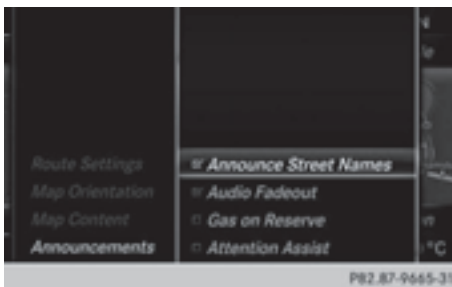 Announce Street Names
Route Settings
Audio Fadeout
Map Orientation
Gas on Reserve
Map Content
Attention Assist
Announcements
°C
P82.87-9665-31